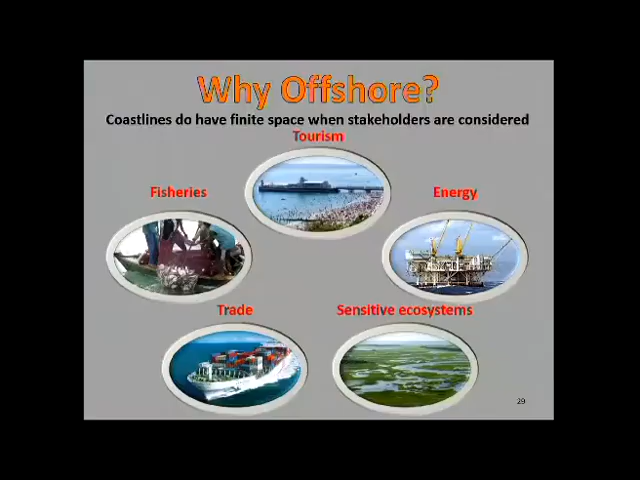 Why Offshore?
Coastlines do have finite space when stakeholders are considered
Tourism
Fisheries
Energy
Trade
Sensitive ecosystems
29